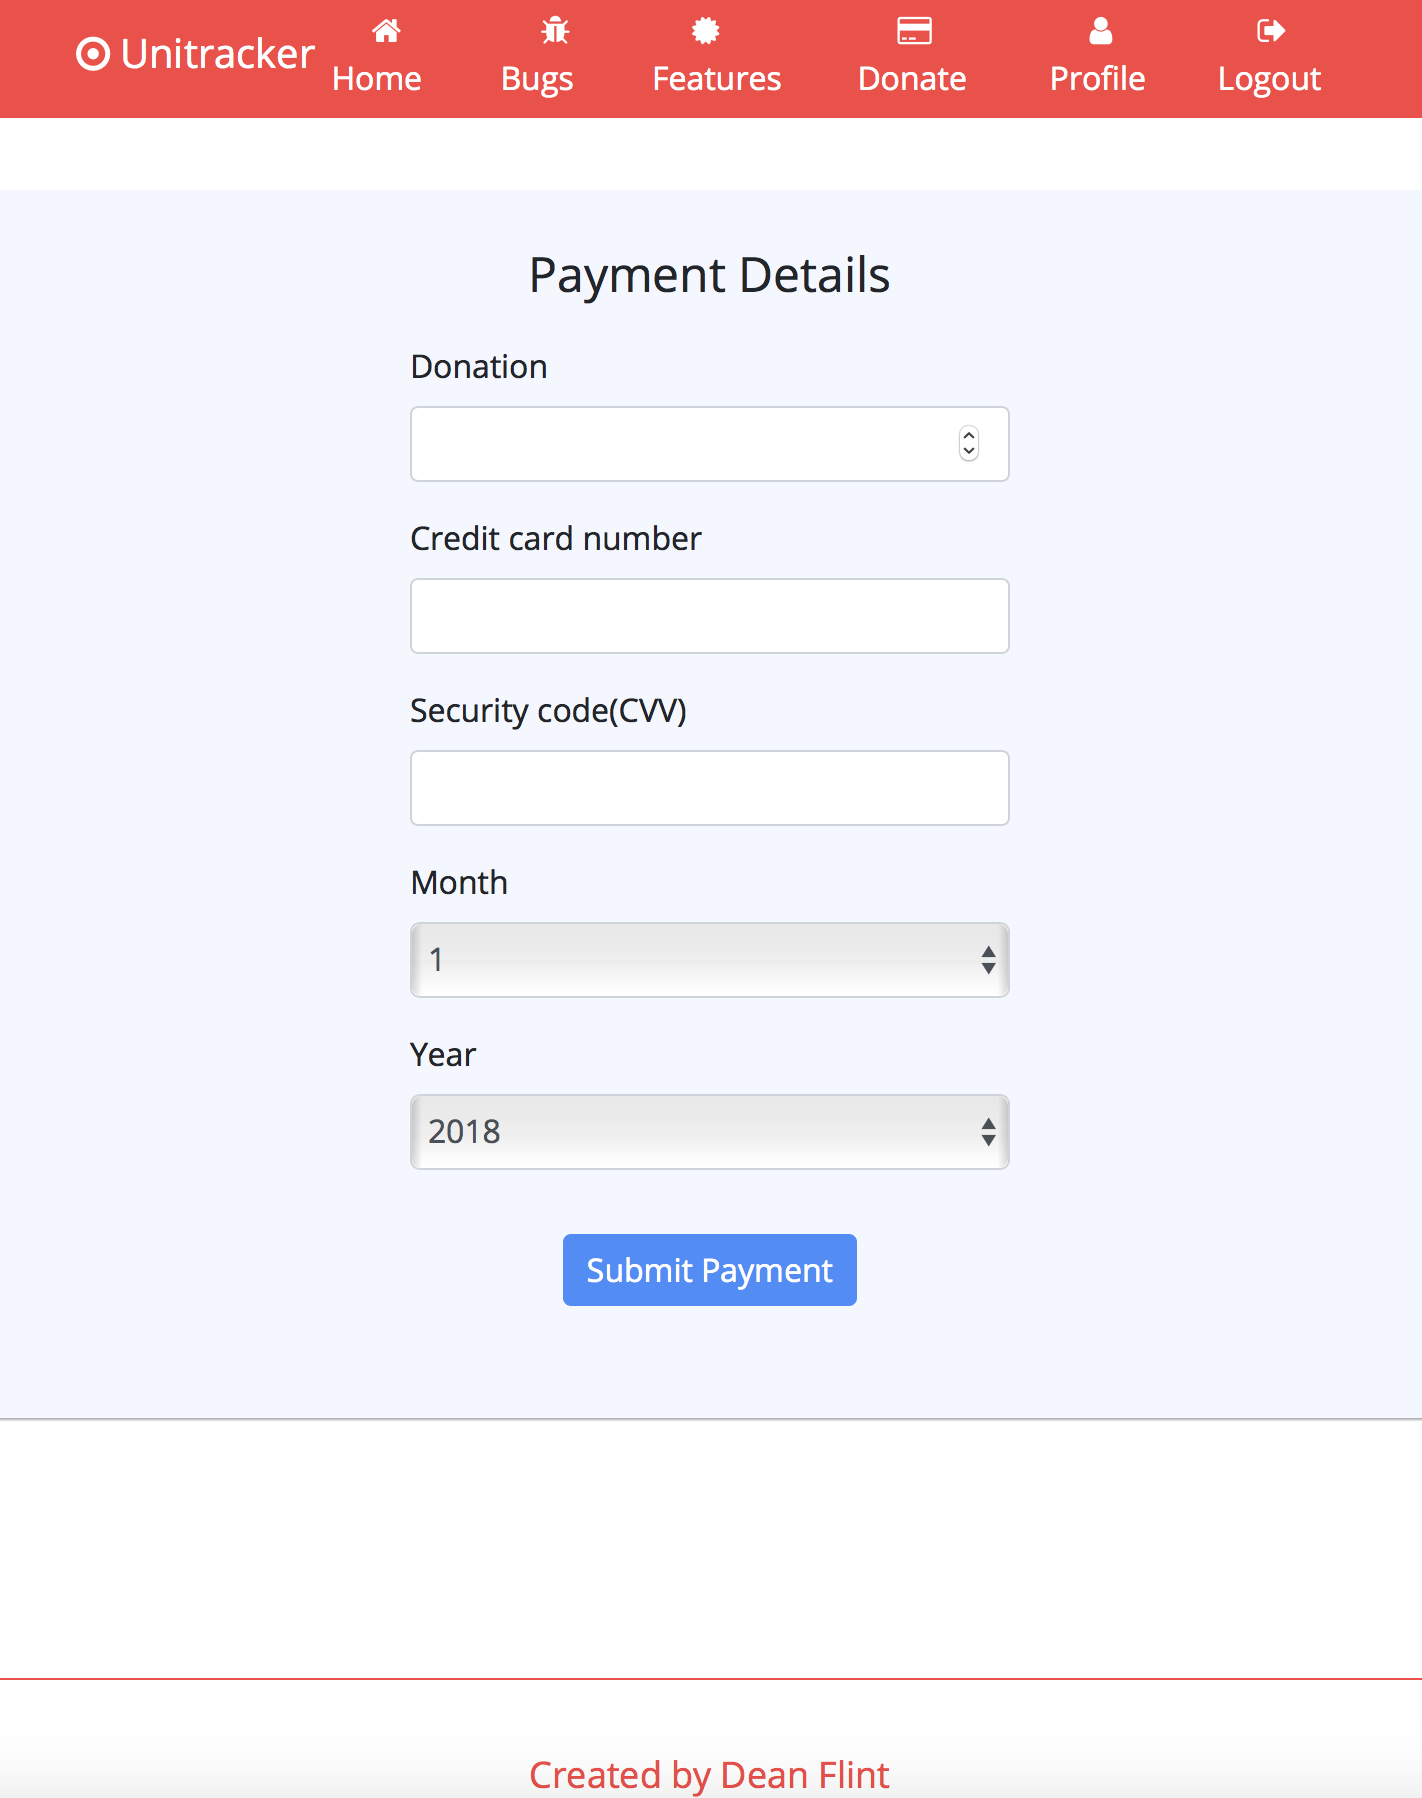 Unitracker
Home Bugs Features Donate Profile Logout
Payment Details
Donation
Credit card number
Security code(CVV)
Month
1
Year
2018
Submit Payment
Created by Dean Flint